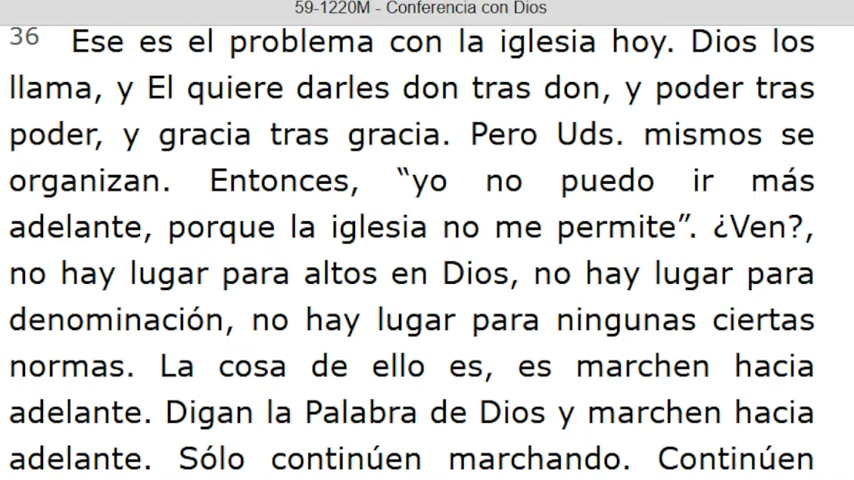 59-1220M - Conferencia con Dios
36 Ese es el problema con la iglesia hoy. Dios los
llama, y El quiere darles don tras don, y poder tras
poder, y gracia tras gracia. Pero Uds. mismos se
organizan. Entonces, “yo no puedo ir más
adelante, porque la iglesia no me permite”. ¿Ven?,
no hay lugar para altos en Dios, no hay lugar para
denominación, no hay lugar para ningunas ciertas
normas. La cosa de ello es, es marchen hacia
adelante. Digan la Palabra de Dios y marchen hacia
adelante. Sólo continúen marchando. Continúen